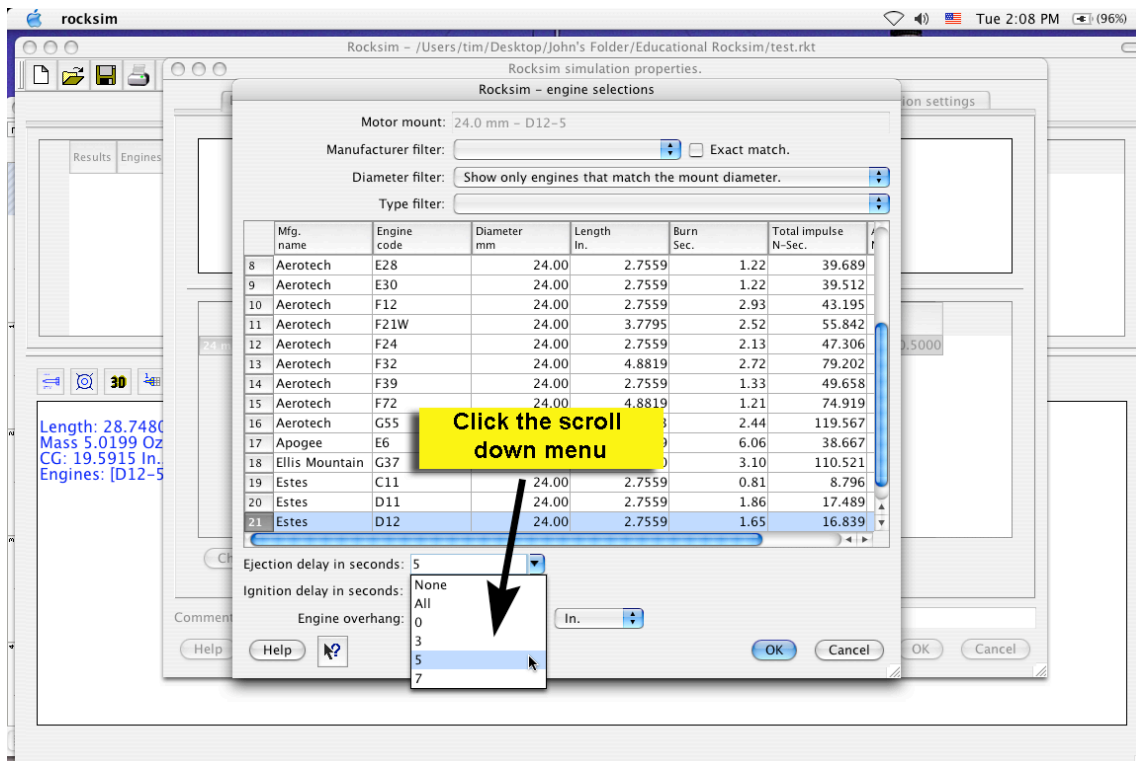 rocksim
Tue 2:08 PM
(96%)
Rocksim – /Users/tim/Desktop/John's Folder/Educational Rocksim/test.rkt
Rocksim simulation properties.
Rocksim – engine selections
ion settings
Motor mount: 24.0 mm – D12–5
Manufacturer filter:
Exact match.
Results Engines
Diameter filter: Show only engines that match the mount diameter.
Type filter:
Mfg. name Engine code Diameter mm Length In. Burn Sec. Total impulse N–Sec.
8 Aerotech E28 24.00 2.7559 1.22 39.689
9 Aerotech E30 24.00 2.7559 1.22 39.512
10 Aerotech F12 24.00 2.7559 2.93 43.195
11 Aerotech F21W 24.00 3.7795 2.52 55.842
12 Aerotech F24 24.00 2.7559 2.13 47.306
13 Aerotech F32 24.00 4.8819 2.72 79.202
14 Aerotech F39 24.00 2.7559 1.33 49.658
15 Aerotech F72 24.00 4.8819 1.21 74.919
16 Aerotech G55 2.44 119.567
17 Apogee E6 6.06 38.667
18 Ellis Mountain G37 3.10 110.521
19 Estes C11 24.00 2.7559 0.81 8.796
20 Estes D11 24.00 2.7559 1.86 17.489
21 Estes D12 24.00 2.7559 1.65 16.839
24 m
0.5000
3D
Length: 28.7480
Mass 5.0199 Oz
CG: 19.5915 In.
Engines: [D12–5
Click the scroll
down menu
Ch
Ejection delay in seconds: 5
Ignition delay in seconds:
Engine overhang:
In.
None
All
0
3
5
7
Comment
Help
Help
OK
Cancel
OK
Cancel